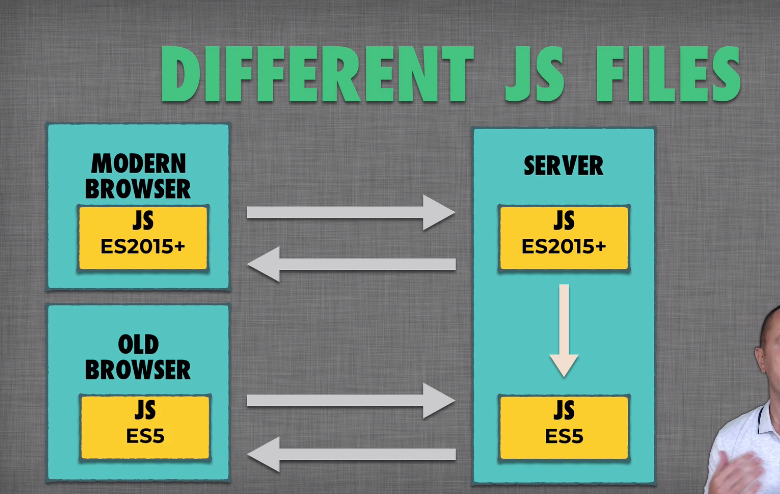 DIFFERENT JS FILES
MODERN
BROWSER
JS
ES2015+
SERVER
JS
ES2015+
OLD
BROWSER
JS
ES5
JS
ES5